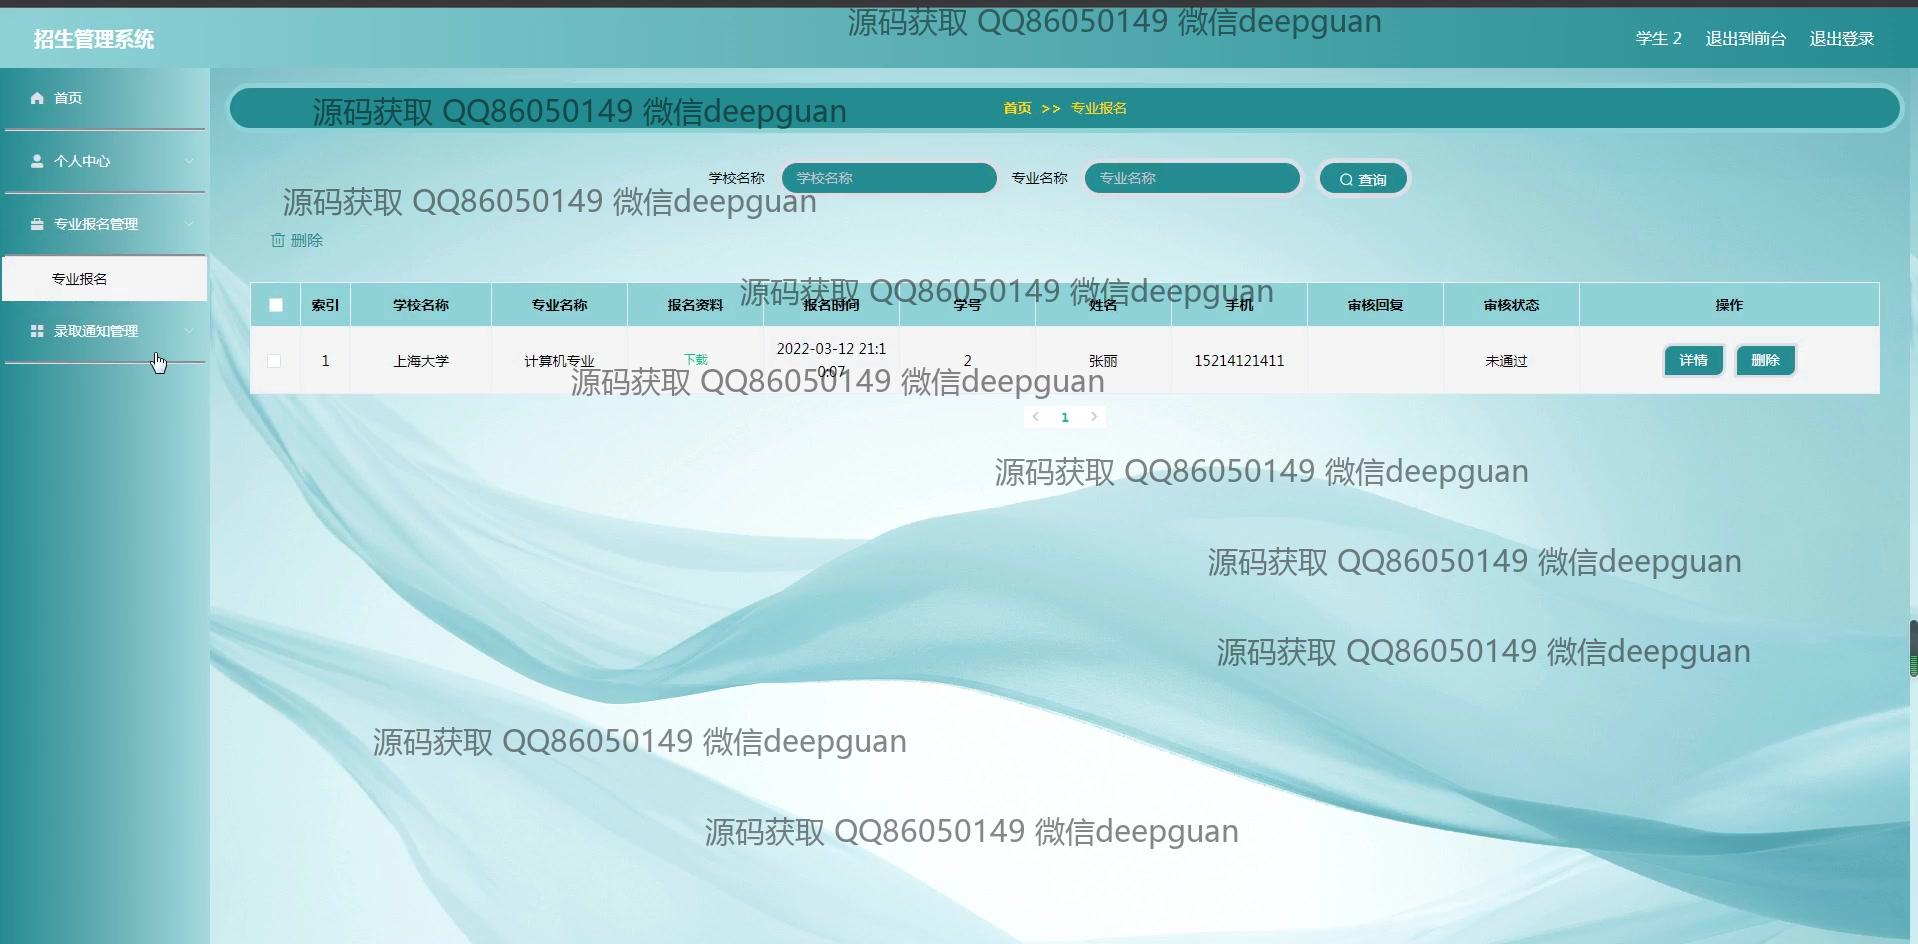 源码获取 QQ86050149 微信deepguan
招生管理系统
学生 2 退出到前台 退出登录
首页
个人中心
专业报名管理
专业报名
录取通知管理
源码获取 QQ86050149 微信deepguan
首页 >> 专业报名
学校名称 学校名称 专业名称 专业名称 查询
源码获取 QQ86050149 微信deepguan
删除
源码获取 QQ86050149 微信deepguan
索引 学校名称 专业名称 报名资料 报名时间 学号 姓名 手机 审核回复 审核状态 操作
1 上海大学 计算机专业 下载 2022-03-12 21:1 2 张丽 15214121411 未通过 详情 删除
0:07
源码获取 QQ86050149 微信deepguan
< 1 >
源码获取 QQ86050149 微信deepguan
源码获取 QQ86050149 微信deepguan
源码获取 QQ86050149 微信deepguan
源码获取 QQ86050149 微信deepguan
源码获取 QQ86050149 微信deepguan